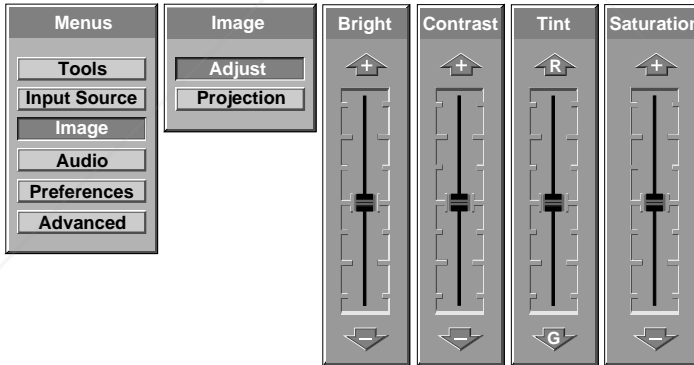 Menus
Tools
Input Source
Image
Audio
Preferences
Advanced
Image
Adjust
Projection
Bright
+
−
Contrast
+
−
Tint
R
G
Saturation
+
−